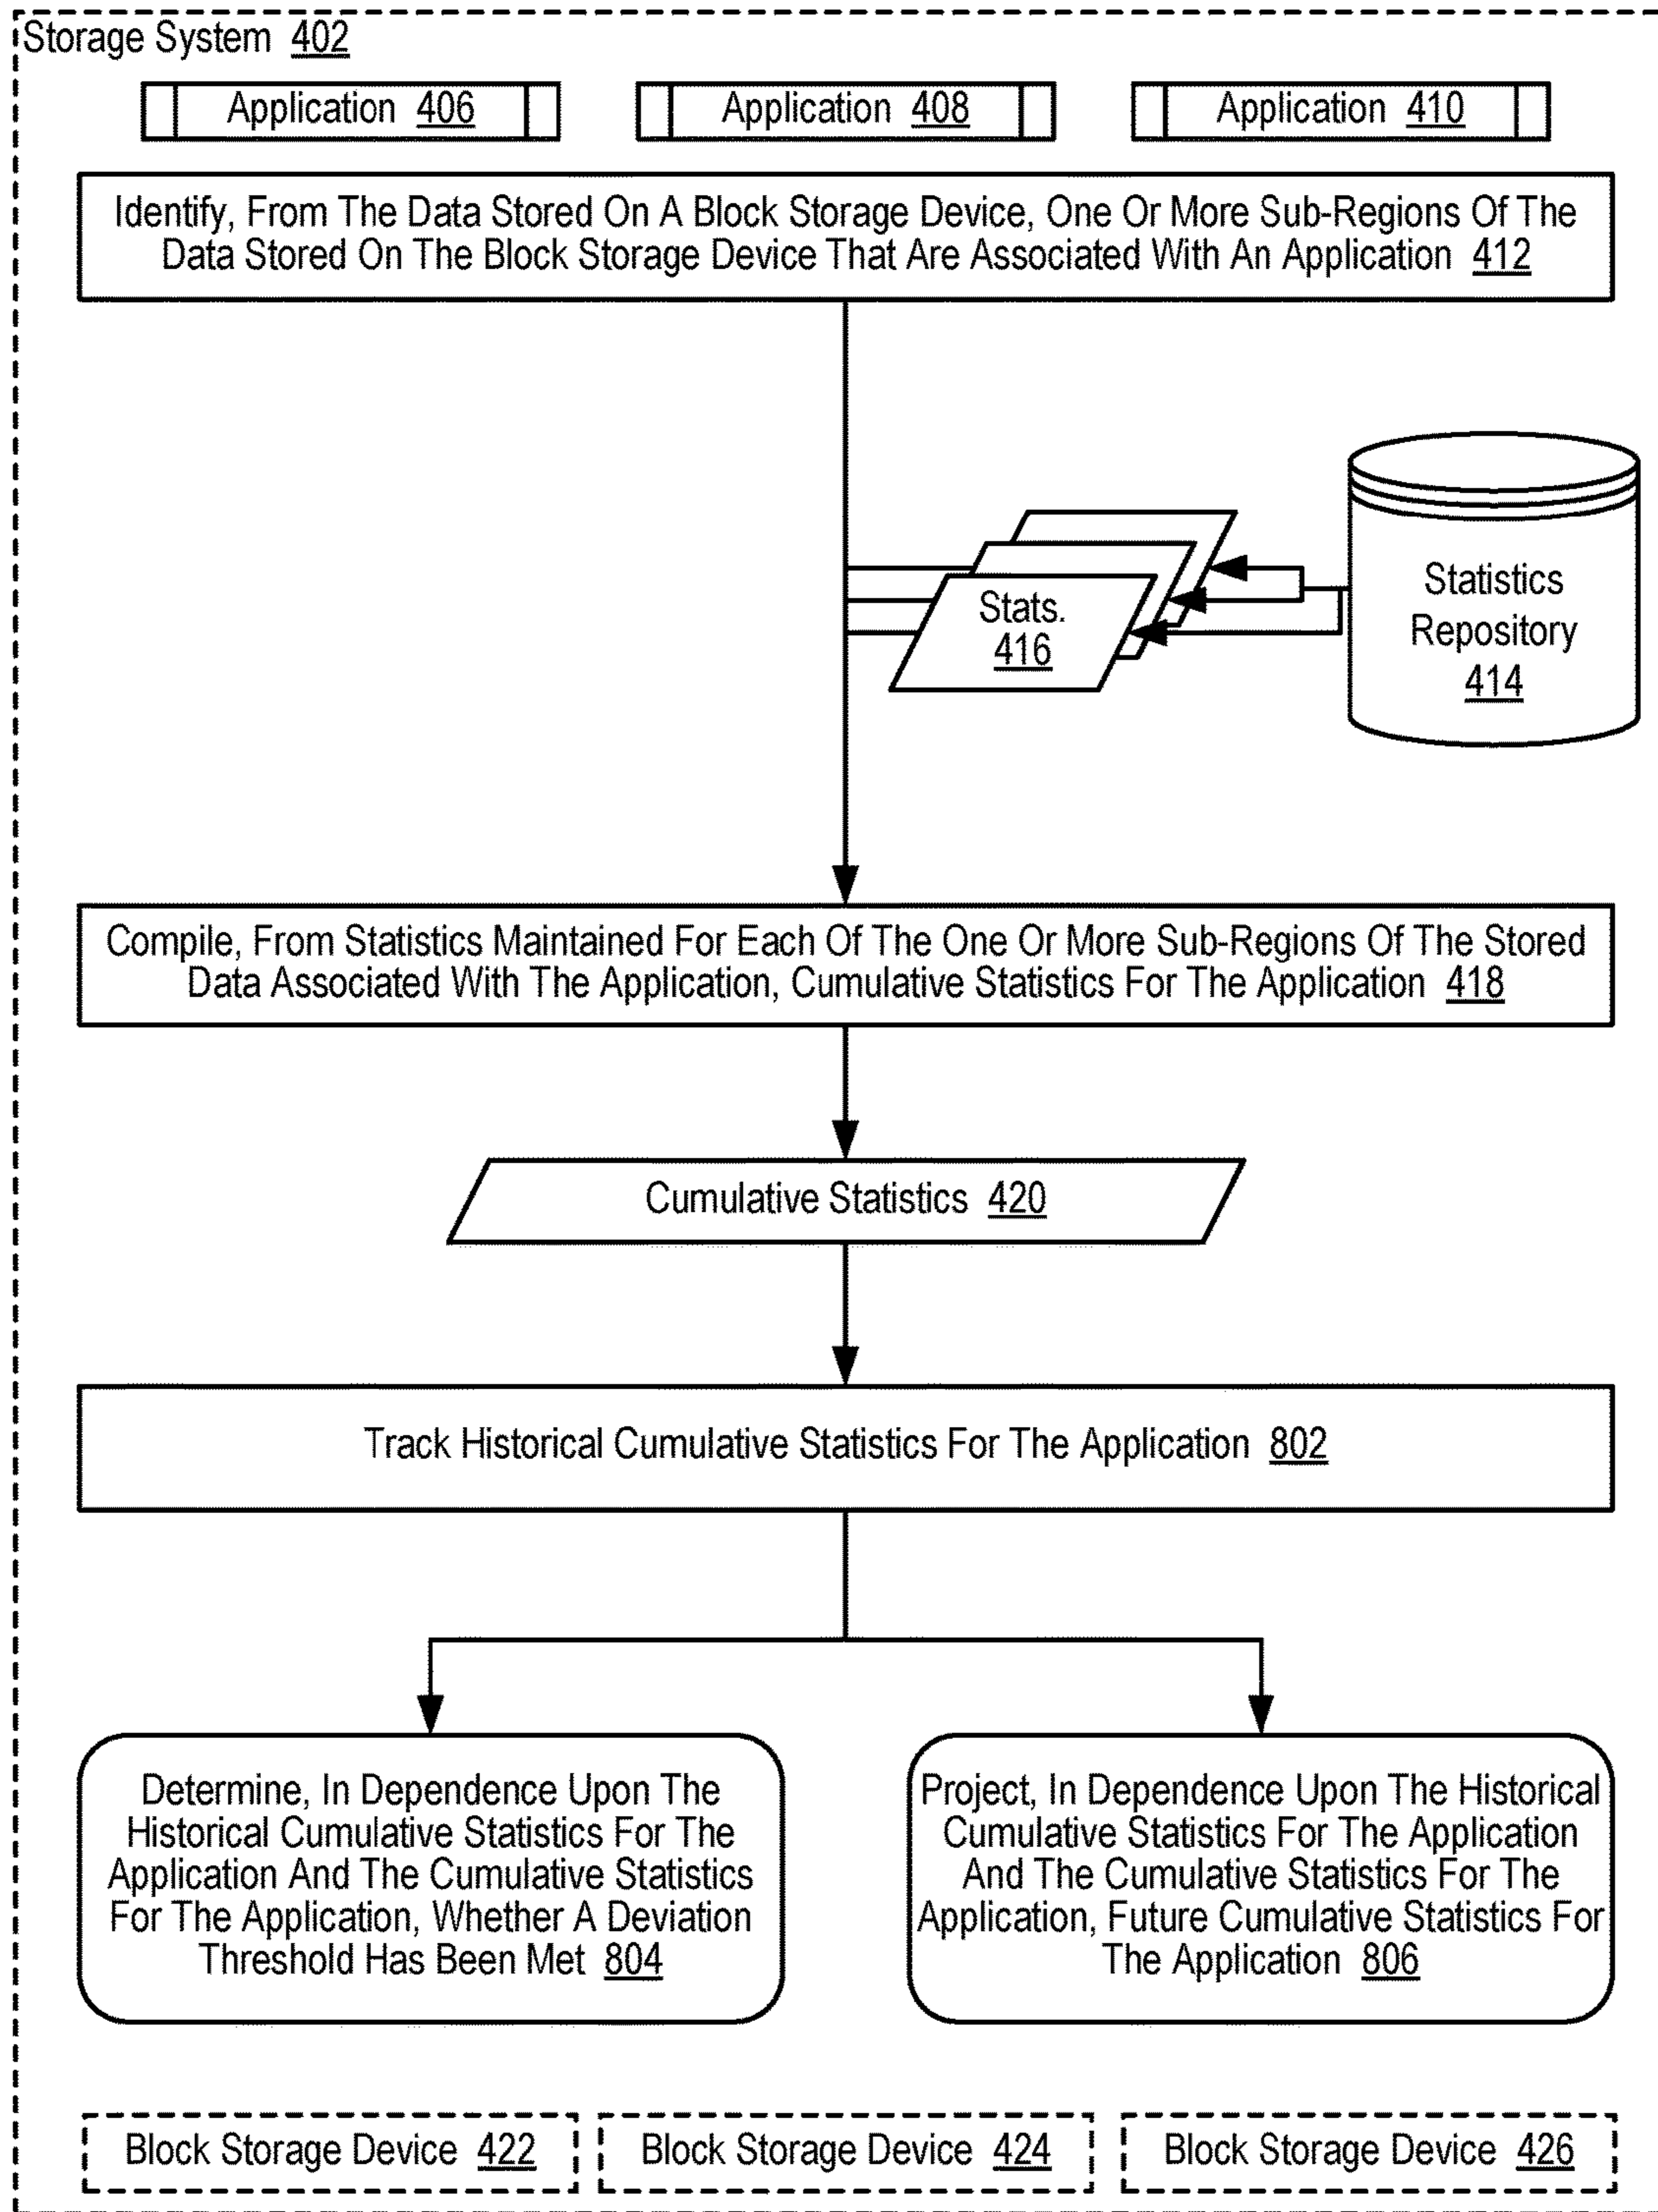 Storage System 402
Application 406
Application 408
Application 410
Identify, From The Data Stored On A Block Storage Device, One Or More Sub-Regions Of The
Data Stored On The Block Storage Device That Are Associated With An Application 412
Stats.
416
Statistics
Repository
414
Compile, From Statistics Maintained For Each Of The One Or More Sub-Regions Of The Stored
Data Associated With The Application, Cumulative Statistics For The Application 418
Cumulative Statistics 420
Track Historical Cumulative Statistics For The Application 802
Determine, In Dependence Upon The
Historical Cumulative Statistics For The
Application And The Cumulative Statistics
For The Application, Whether A Deviation
Threshold Has Been Met 804
Project, In Dependence Upon The Historical
Cumulative Statistics For The Application
And The Cumulative Statistics For The
Application, Future Cumulative Statistics For
The Application 806
Block Storage Device 422
Block Storage Device 424
Block Storage Device 426